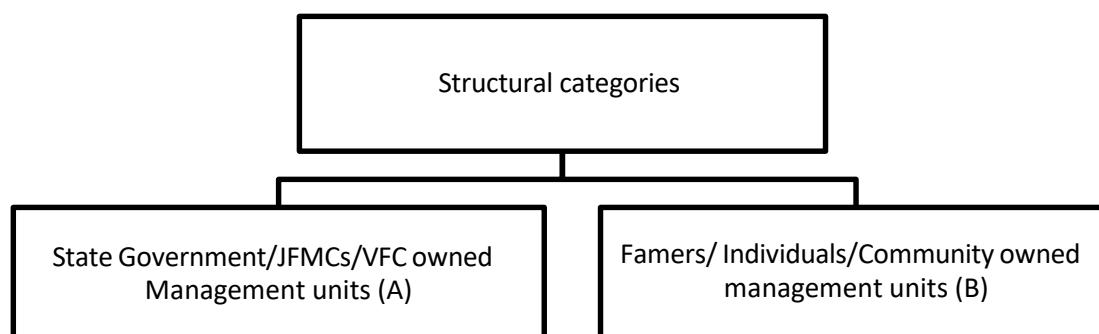 Structural categories
State Government/JFMCs/VFC owned
Management units (A)
Famers/ Individuals/Community owned
management units (B)